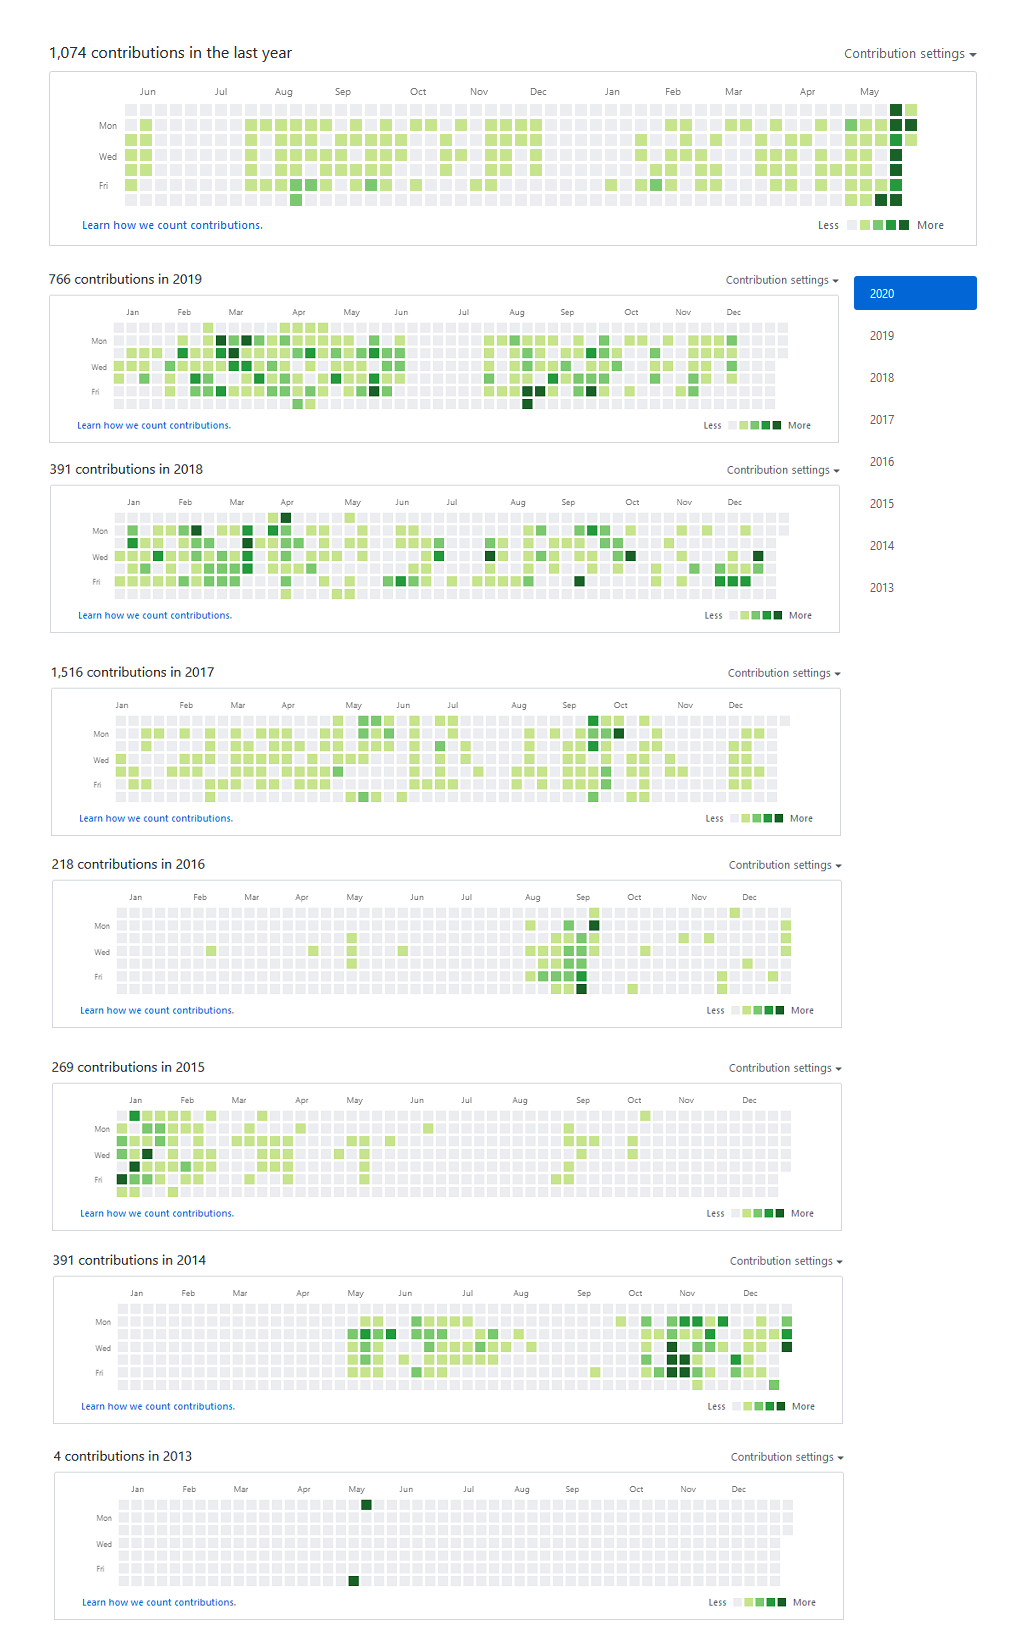 1,074 contributions in the last year Contribution settings
Jun Jul Aug Sep Oct Nov Dec Jan Feb Mar Apr May
Mon
Wed
Fri
Learn how we count contributions. Less More
766 contributions in 2019 Contribution settings
2020
2019
2018
2017
2016
2015
2014
2013
Jan Feb Mar Apr May Jul Aug Sep Oct Nov Dec
Mon
Wed
Fri
Learn how we count contributions. Less More
391 contributions in 2018 Contribution settings
Jan Feb Mar Apr May Jun Jul Aug Sep Oct Nov Dec
Mon
Wed
Fri
Learn how we count contributions. Less More
1,516 contributions in 2017 Contribution settings
Jan Feb Mar Apr May Jun Jul Aug Sep Oct Nov Dec
Mon
Wed
Fri
Learn how we count contributions. Less More
218 contributions in 2016 Contribution settings
Jan Feb Mar Apr May Jun Jul Aug Sep Oct Nov Dec
Mon
Wed
Fri
Learn how we count contributions. Less More
269 contributions in 2015 Contribution settings
Jan Feb Mar Apr May Jun Jul Aug Sep Oct Nov Dec
Mon
Wed
Fri
Learn how we count contributions. Less More
391 contributions in 2014 Contribution settings
Jan Feb Mar Apr May Jun Jul Aug Sep Oct Nov Dec
Mon
Wed
Fri
Learn how we count contributions. Less More
4 contributions in 2013 Contribution settings
Jan Feb Mar Apr May Jun Jul Aug Sep Oct Nov Dec
Mon
Wed
Fri
Learn how we count contributions. Less More